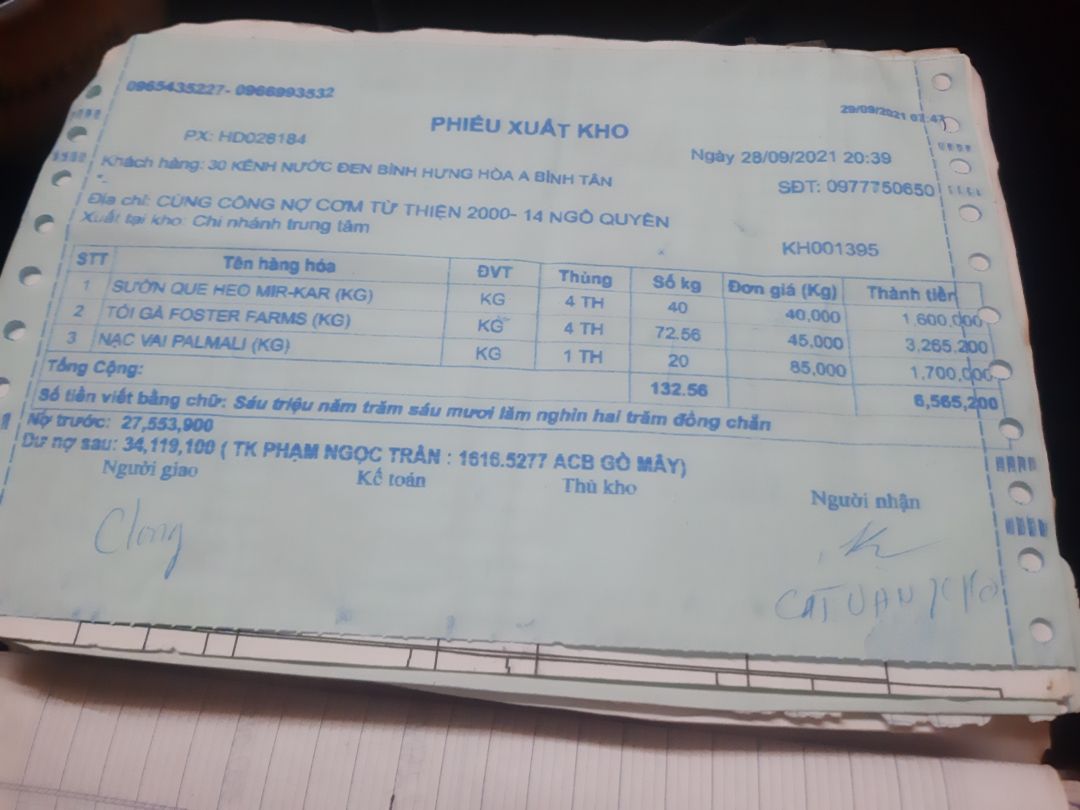 0965435227- 0966993532
29/09/2021 07:47
PHIẾU XUẤT KHO
PX: HD028184
Ngày 28/09/2021 20:39
Khách hàng: 30 KÊNH NƯỚC ĐEN BÌNH HƯNG HÒA A BÌNH TÂN
SĐT: 0977750650
Địa chỉ: CÙNG CÔNG NỢ CƠM TỪ THIỆN 2000- 14 NGÔ QUYỀN
Xuất tại kho: Chi nhánh trung tâm
KH001395
STT Tên hàng hóa ĐVT Thùng Số kg Đơn giá (Kg) Thành tiền
1 SƯỜN QUE HEO MIR-KAR (KG) KG 4 TH 40 40,000 1,600,000
2 TỎI GÀ FOSTER FARMS (KG) KG 4 TH 72.56 45,000 3,265,200
3 NẠC VAI PALMALI (KG) KG 1 TH 20 85,000 1,700,000
Tổng Cộng: 132.56 6,565,200
Số tiền viết bằng chữ: Sáu triệu năm trăm sáu mươi lăm nghìn hai trăm đồng chẵn
Nợ trước: 27,553,900
Dư nợ sau: 34,119,100 ( TK PHẠM NGỌC TRÂN : 1616.5277 ACB GÒ MÂY)
Người giao Kế toán Thủ kho Người nhận